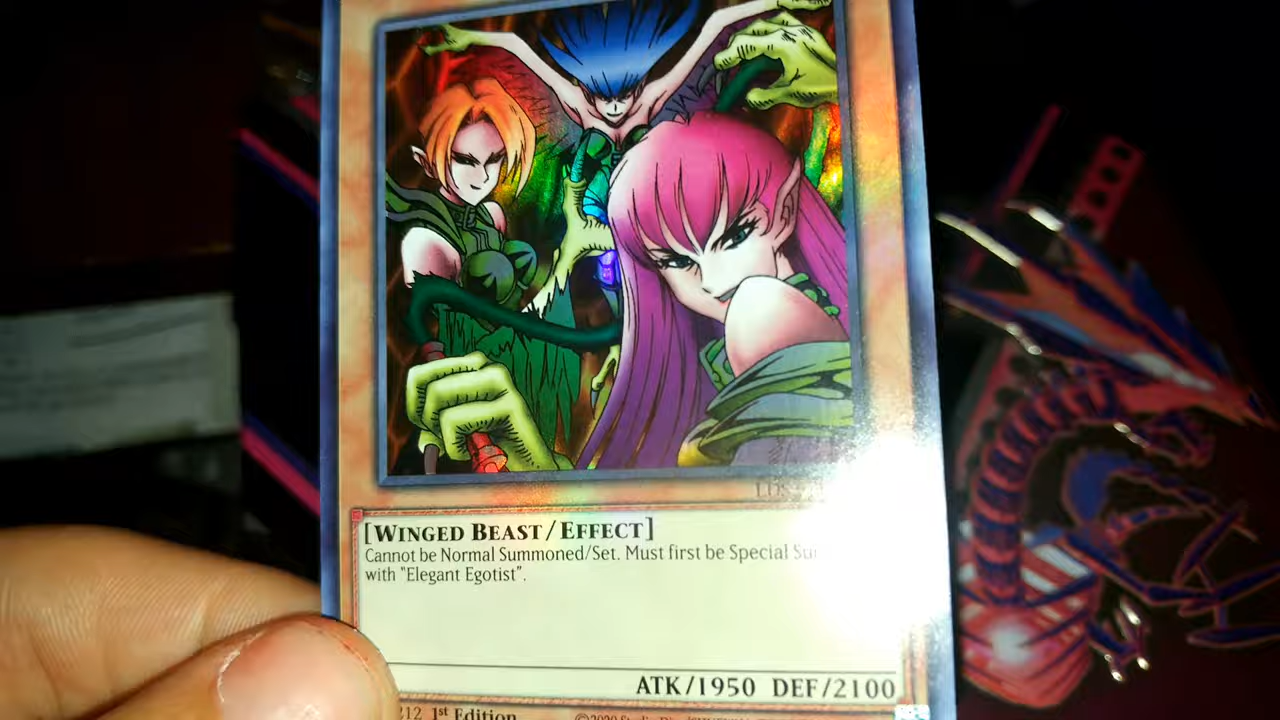 [WINGED BEAST/EFFECT]
Cannot be Normal Summoned/Set. Must first be Special
with "Elegant Egotist".
ATK/1950 DEF/2100
212 1st Edition